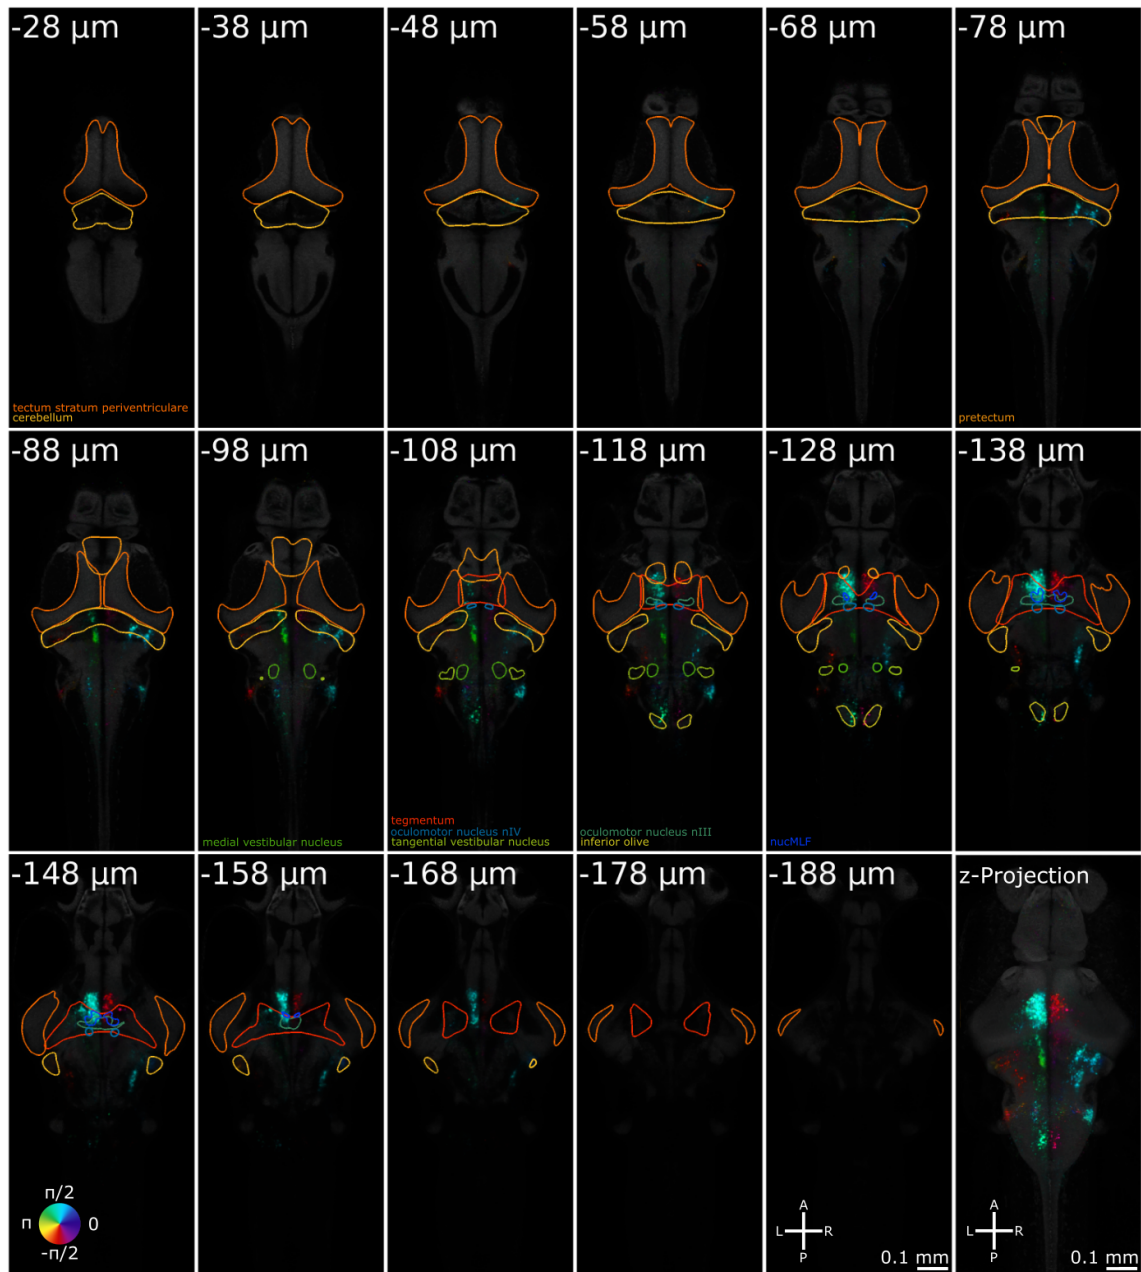 -28 µm
-38 µm
-48 µm
-58 µm
-68 µm
-78 µm
tectum stratum periventriculare
cerebellum
pretectum
-88 µm
-98 µm
-108 µm
-118 µm
-128 µm
-138 µm
medial vestibular nucleus
tegmentum
oculomotor nucleus nIV
tangential vestibular nucleus
oculomotor nucleus nIII
inferior olive
nucMLF
-148 µm
-158 µm
-168 µm
-178 µm
-188 µm
z-Projection
π/2
π
0
-π/2
A
L
R
P
0.1 mm
A
L
R
P
0.1 mm